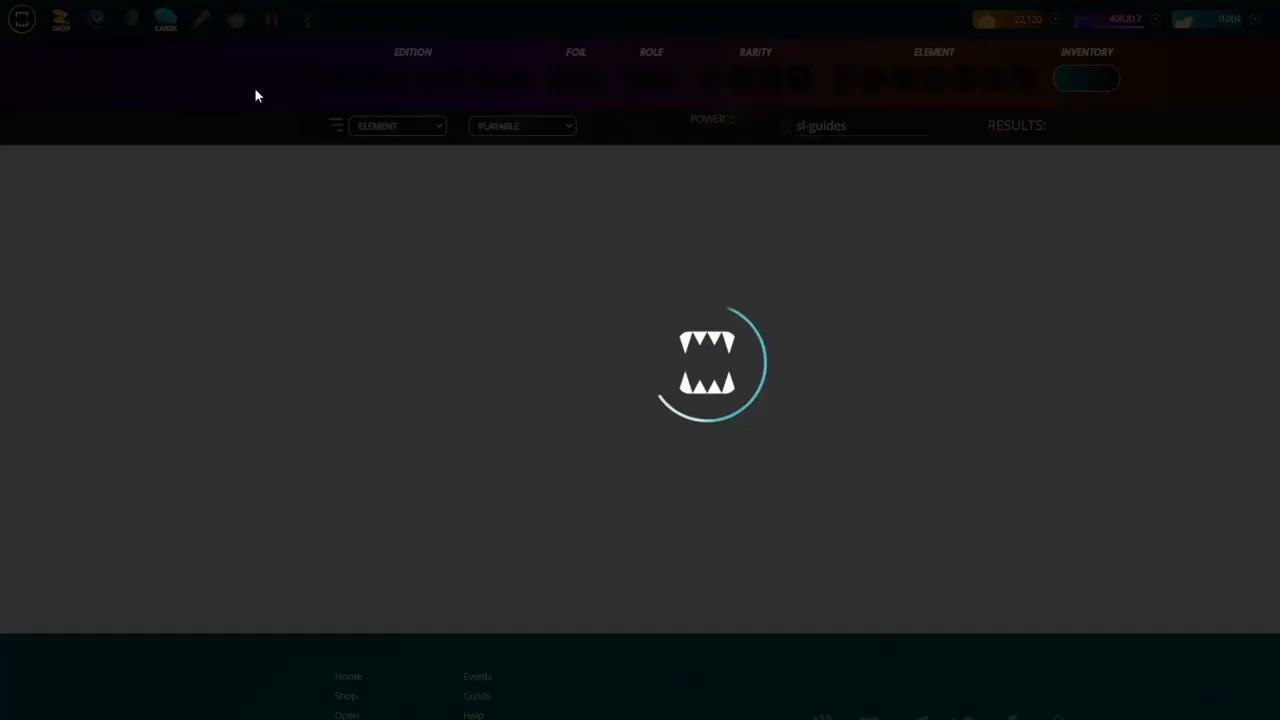 SHOP
CARDS
22,120
408,817
0.004
EDITION
FOIL
ROLE
RARITY
ELEMENT
INVENTORY
ELEMENT
PLAYABLE
POWER
sl-guides
RESULTS:
Home
Events
Shop
Guilds
Open
Help